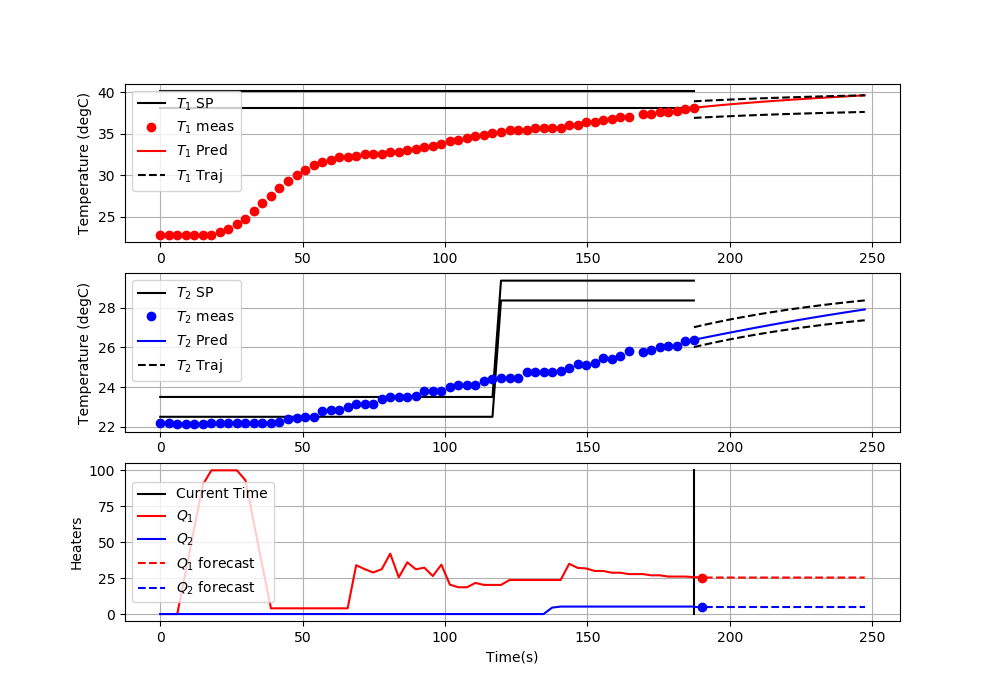 40
35
30
25
Temperature (degC)
T₁ SP
T₁ meas
T₁ Pred
T₁ Traj
0 50 100 150 200 250
28
26
24
22
Temperature (degC)
T₂ SP
T₂ meas
T₂ Pred
T₂ Traj
0 50 100 150 200 250
100
75
50
25
0
Heaters
Current Time
Q₁
Q₂
Q₁ forecast
Q₂ forecast
0 50 100 150 200 250
Time(s)